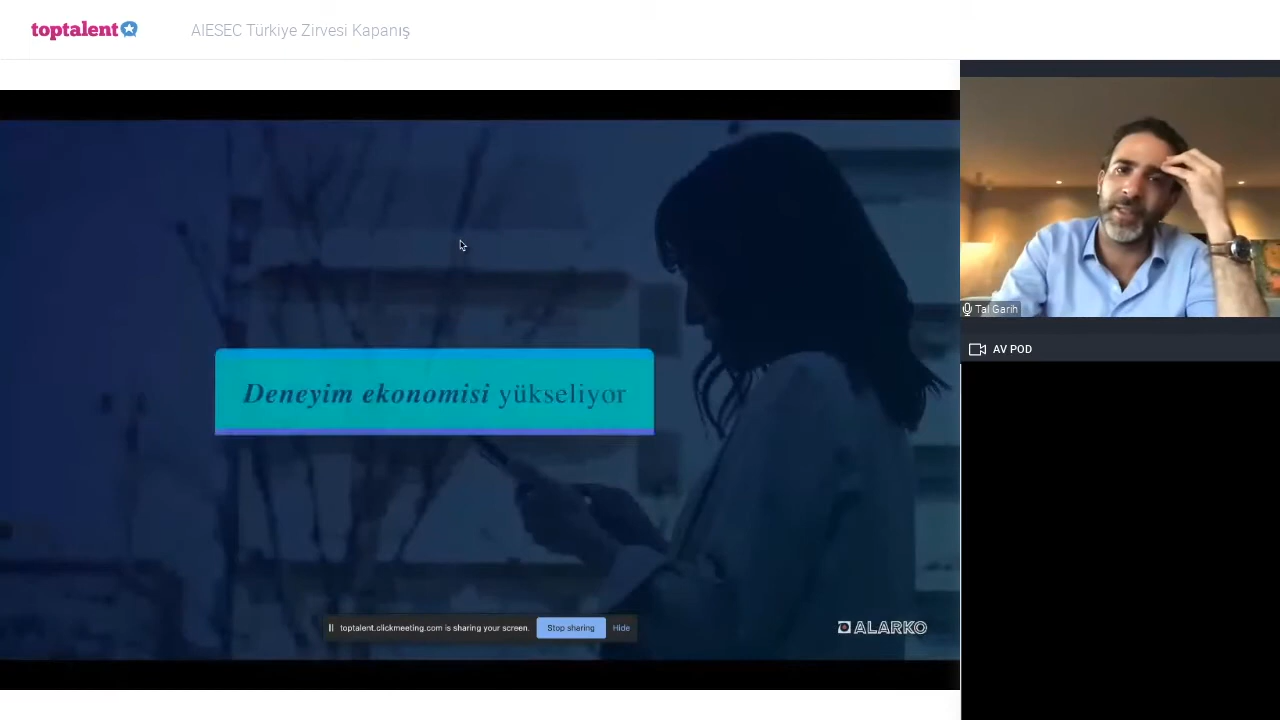 toptalent
AIESEC Türkiye Zirvesi Kapanış
Deneyim ekonomisi yükseliyor
Tal Garih
AV POD
toptalent.clickmeeting.com is sharing your screen.
Stop sharing
Hide
ALARKO